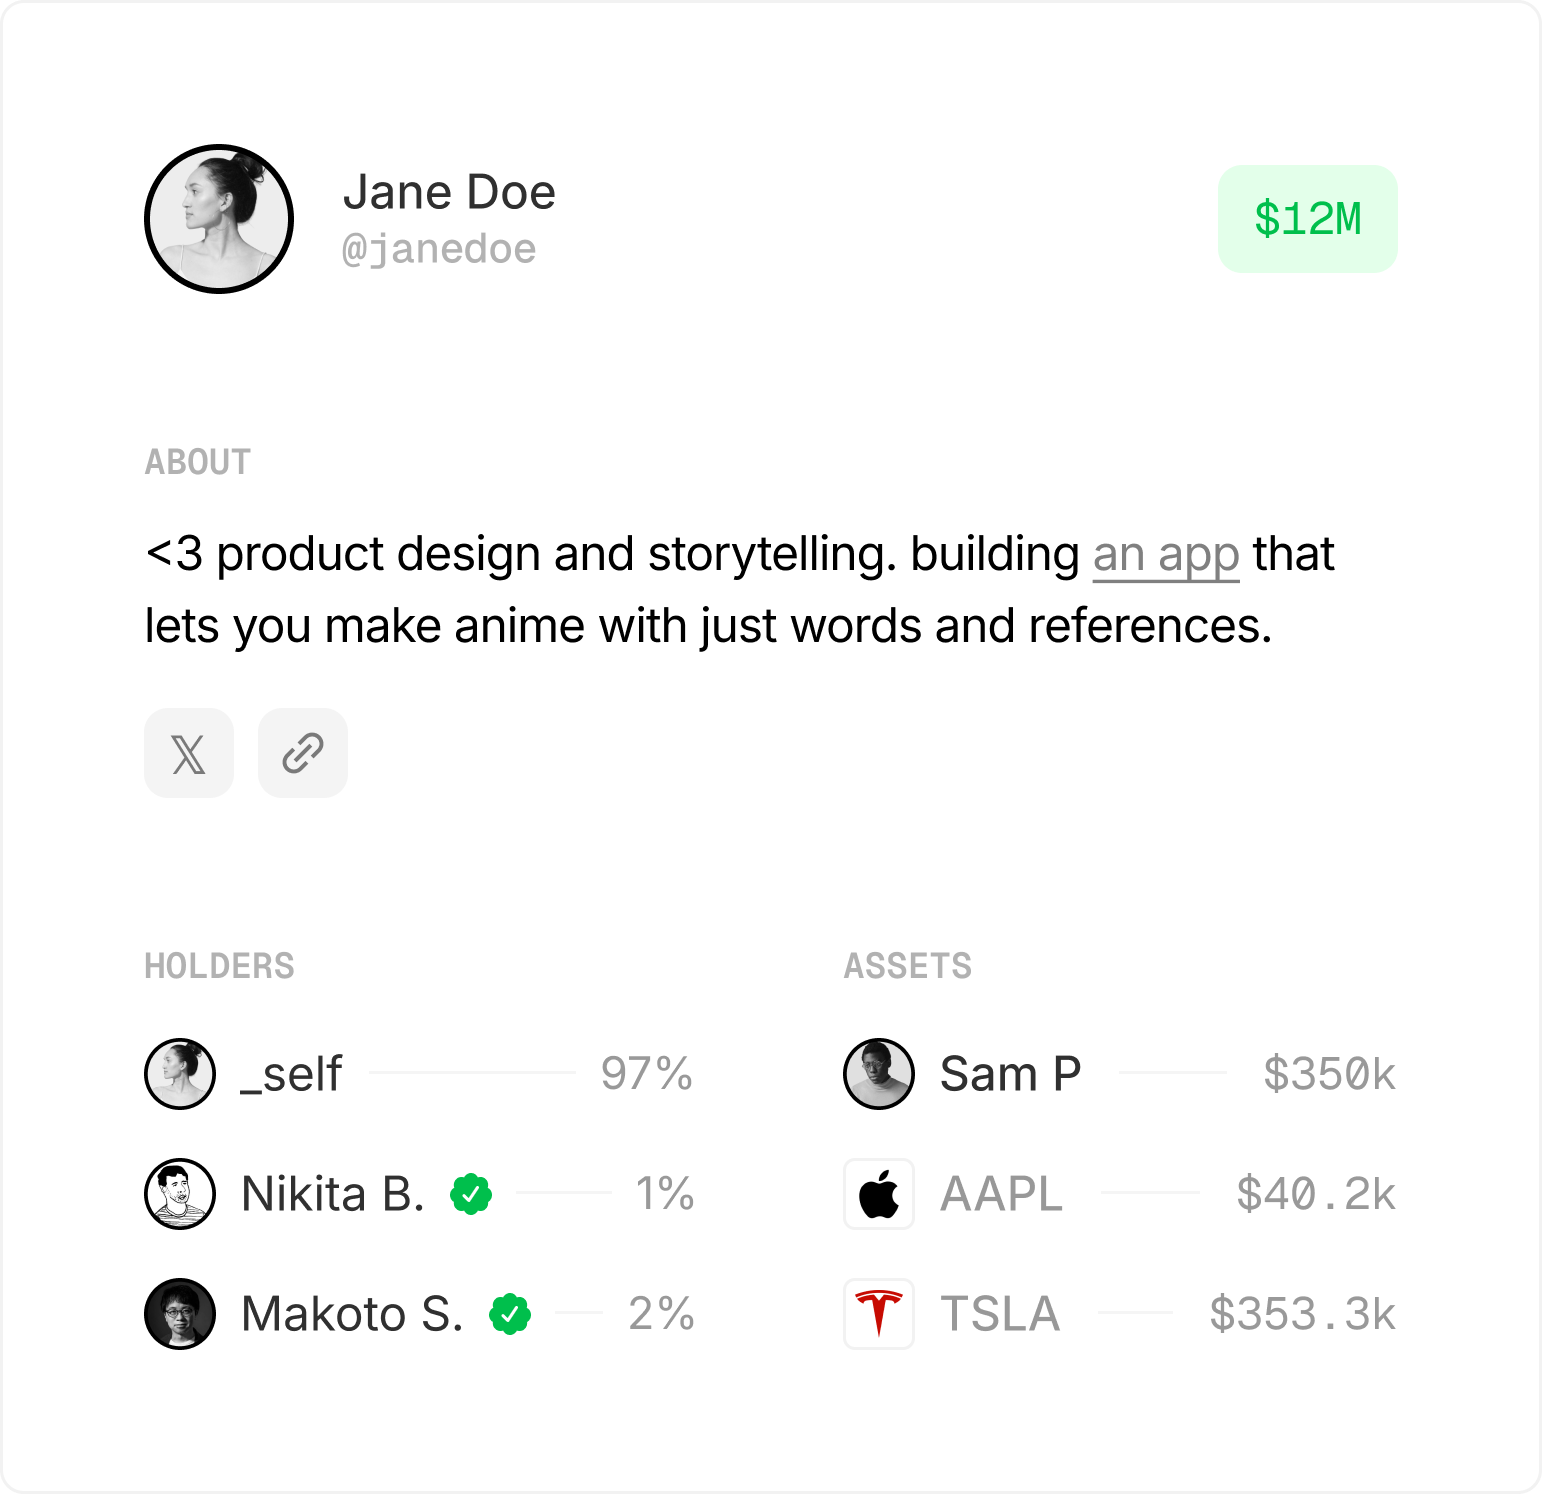 Jane Doe
@janedoe
$12M
ABOUT
<3 product design and storytelling. building an app that
lets you make anime with just words and references.
𝕏
HOLDERS
_self 97%
Nikita B. 1%
Makoto S. 2%
ASSETS
Sam P $350k
AAPL $40.2k
TSLA $353.3k